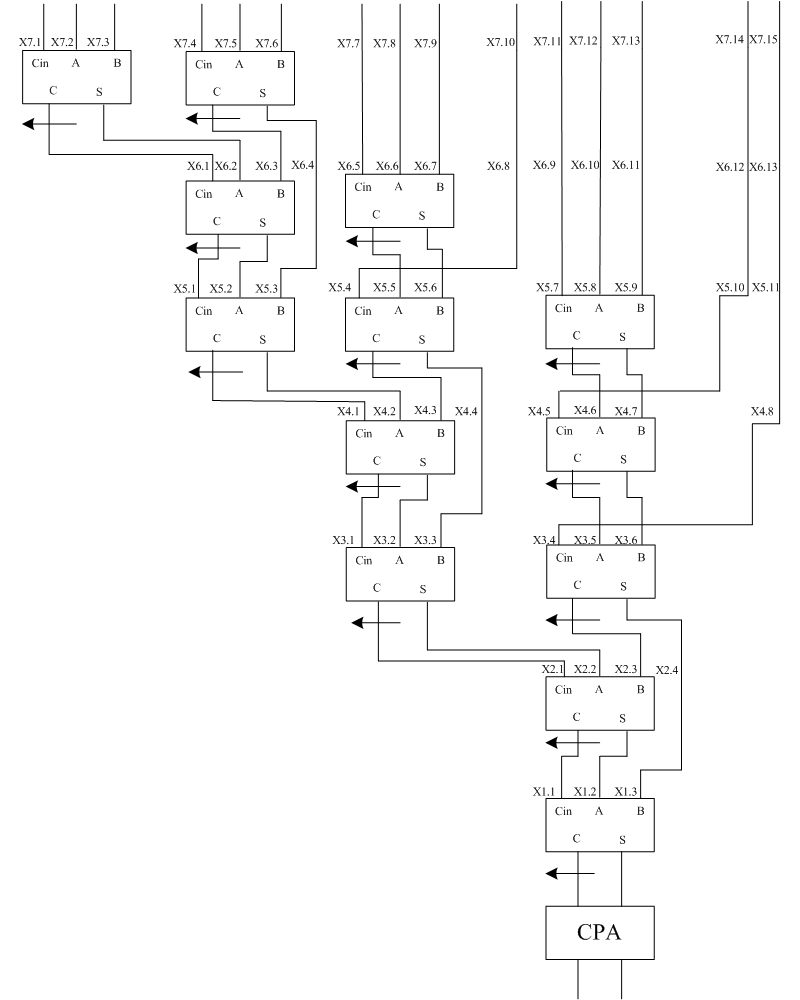 X7.1 X7.2 X7.3 X7.4 X7.5 X7.6 X7.7 X7.8 X7.9 X7.10 X7.11 X7.12 X7.13 X7.14 X7.15
Cin A B Cin A B
C S C S
X6.1 X6.2 X6.3 X6.4 X6.5 X6.6 X6.7 X6.8 X6.9 X6.10 X6.11 X6.12 X6.13
Cin A B Cin A B
C S C S
X5.1 X5.2 X5.3 X5.4 X5.5 X5.6 X5.7 X5.8 X5.9 X5.10 X5.11
Cin A B Cin A B Cin A B
C S C S C S
X4.1 X4.2 X4.3 X4.4 X4.5 X4.6 X4.7 X4.8
Cin A B Cin A B
C S C S
X3.1 X3.2 X3.3 X3.4 X3.5 X3.6
Cin A B Cin A B
C S C S
X2.1 X2.2 X2.3 X2.4
Cin A B
C S
X1.1 X1.2 X1.3
Cin A B
C S
CPA